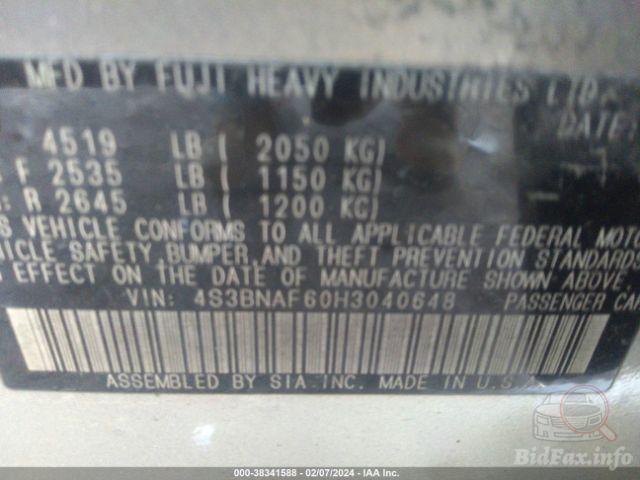 MFD BY FUJI HEAVY INDUSTRIES LTD.
DATE:
4519 LB ( 2050 KG)
F 2535 LB ( 1150 KG)
: R 2645 LB ( 1200 KG)
S VEHICLE CONFORMS TO ALL APPLICABLE FEDERAL MOTO
HICLE SAFETY, BUMPER, AND THEFT PREVENTION STANDARDS
EFFECT ON THE DATE OF MANUFACTURE SHOWN ABOVE.
VIN: 4S3BNAF60H3040648 PASSENGER CA
ASSEMBLED BY SIA.INC. MADE IN U.S.A.
BidFax.info
000-38341588 - 02/07/2024 - IAA Inc.